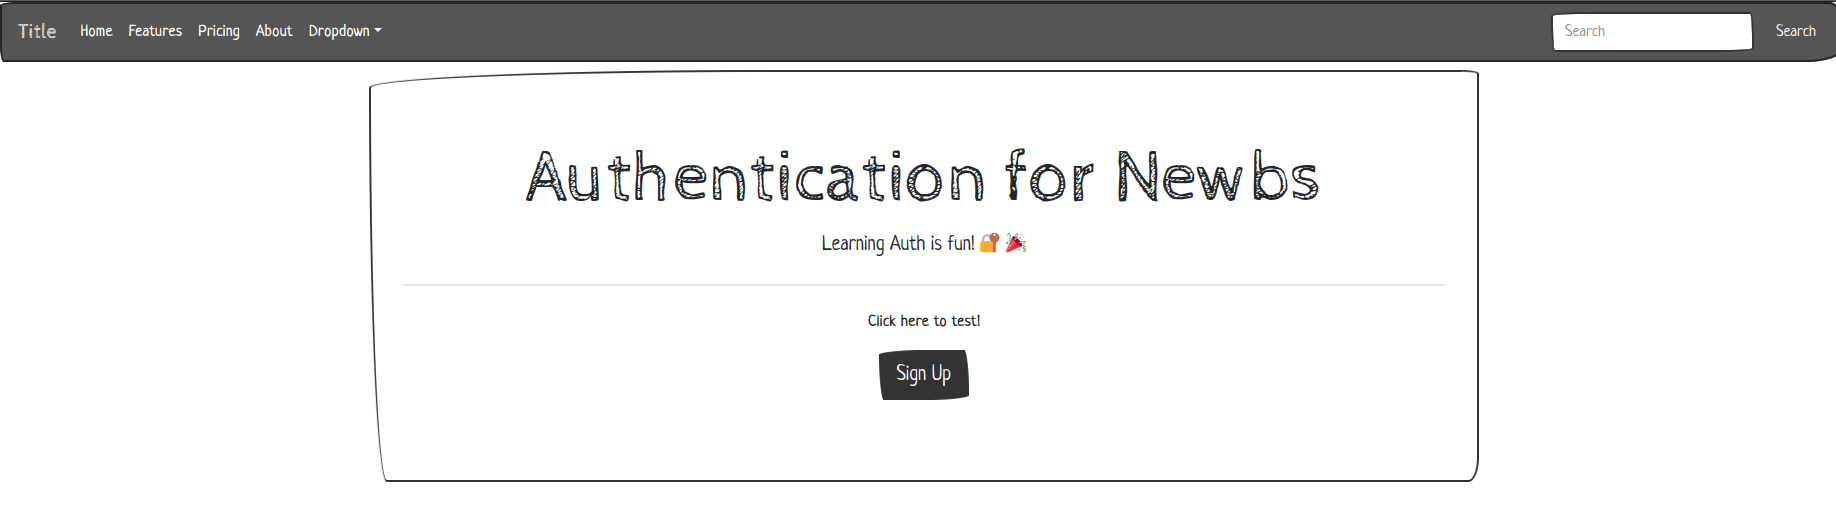 Title Home Features Pricing About Dropdown Search Search
Authentication for Newbs
Learning Auth is fun! 🔐 🎉
Click here to test!
Sign Up